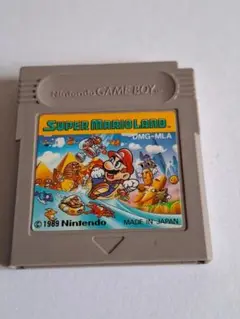 Nintendo GAME BOY
SUPER MARIO LAND
DMG-MLA
©1989 Nintendo
MADE IN JAPAN